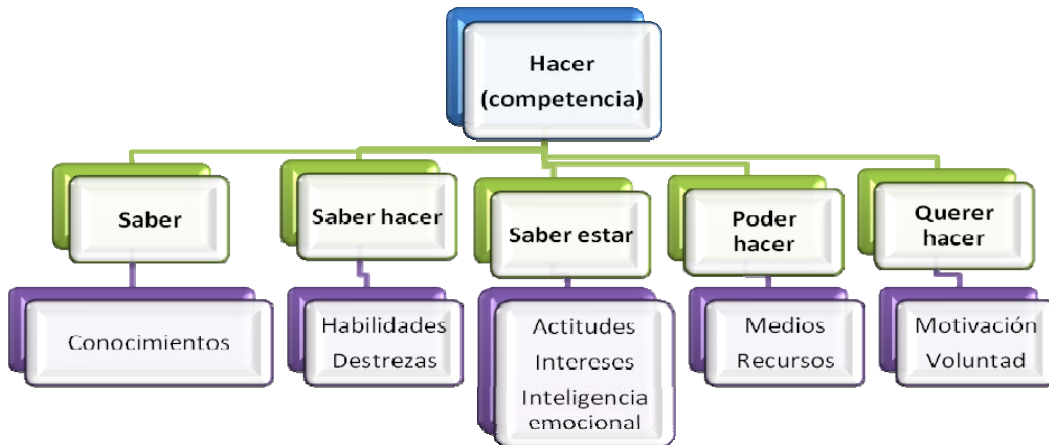 Hacer
(competencia)
Saber
Saber hacer
Saber estar
Poder
hacer
Querer
hacer
Conocimientos
Habilidades
Destrezas
Actitudes
Intereses
Inteligencia
emocional
Medios
Recursos
Motivación
Voluntad